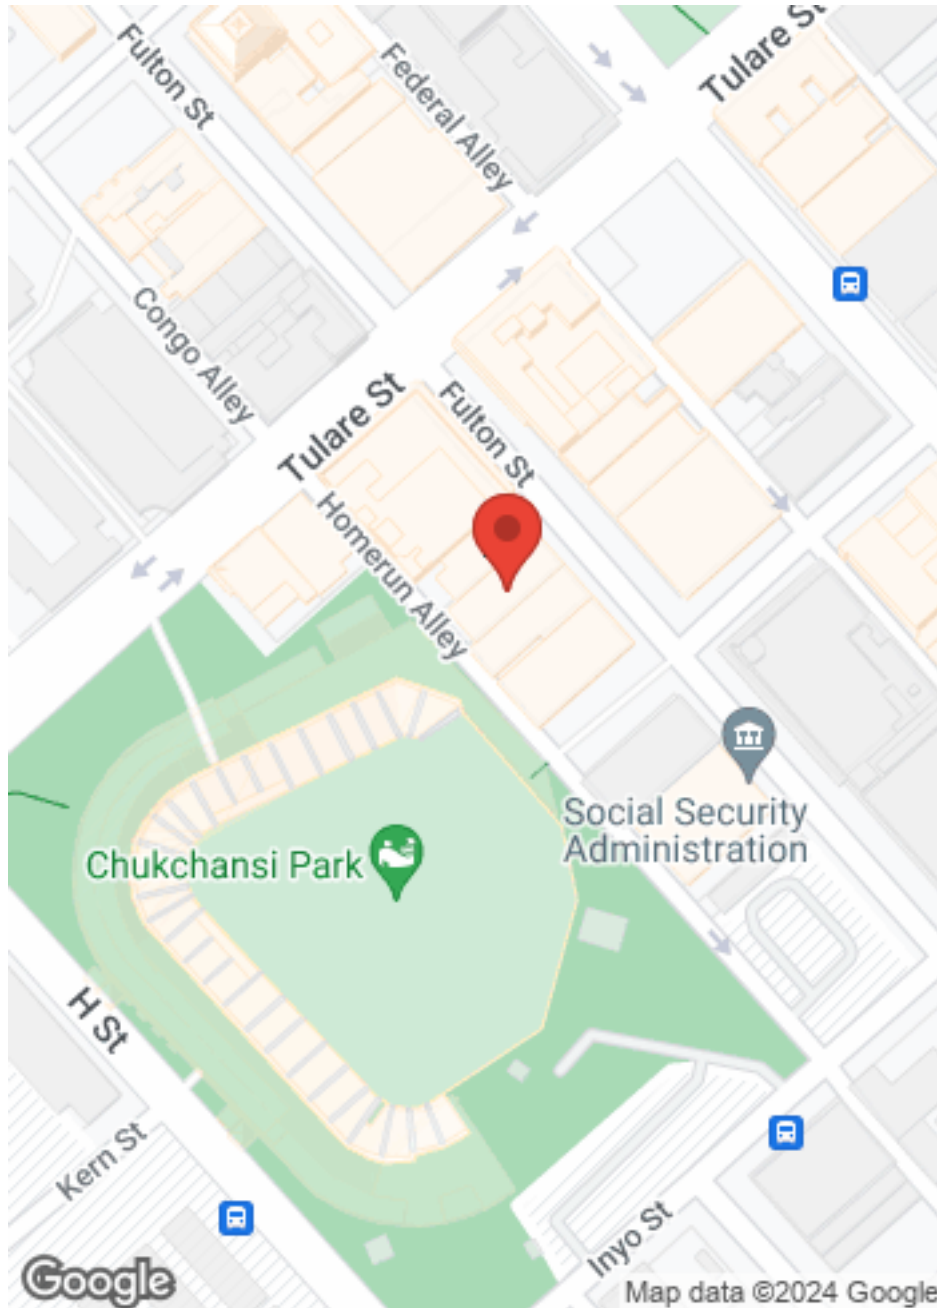 Fulton St
Federal Alley
Tulare St
Congo Alley
Tulare St
Fulton St
Homerun Alley
Social Security
Administration
Chukchansi Park
H St
Kern St
Inyo St
Google
Map data ©2024 Google